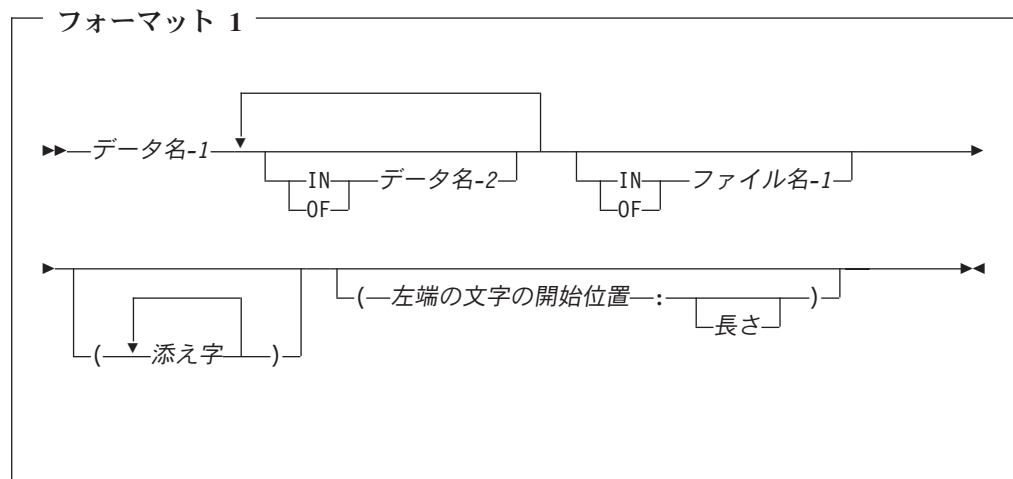 フォーマット 1
データ名-1
IN データ名-2 IN ファイル名-1
OF OF
( 左端の文字の開始位置 : )
長さ
( 添え字 )